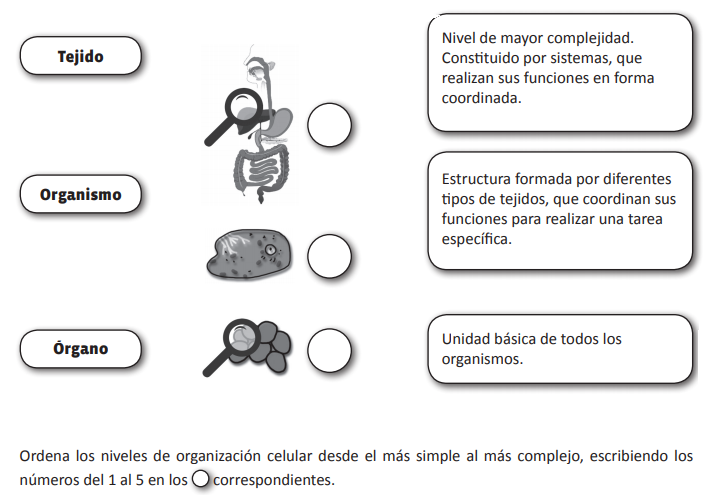 Tejido
Nivel de mayor complejidad.
Constituido por sistemas, que
realizan sus funciones en forma
coordinada.
Organismo
Estructura formada por diferentes
tipos de tejidos, que coordinan sus
funciones para realizar una tarea
específica.
Órgano
Unidad básica de todos los
organismos.
Ordena los niveles de organización celular desde el más simple al más complejo, escribiendo los
números del 1 al 5 en los correspondientes.